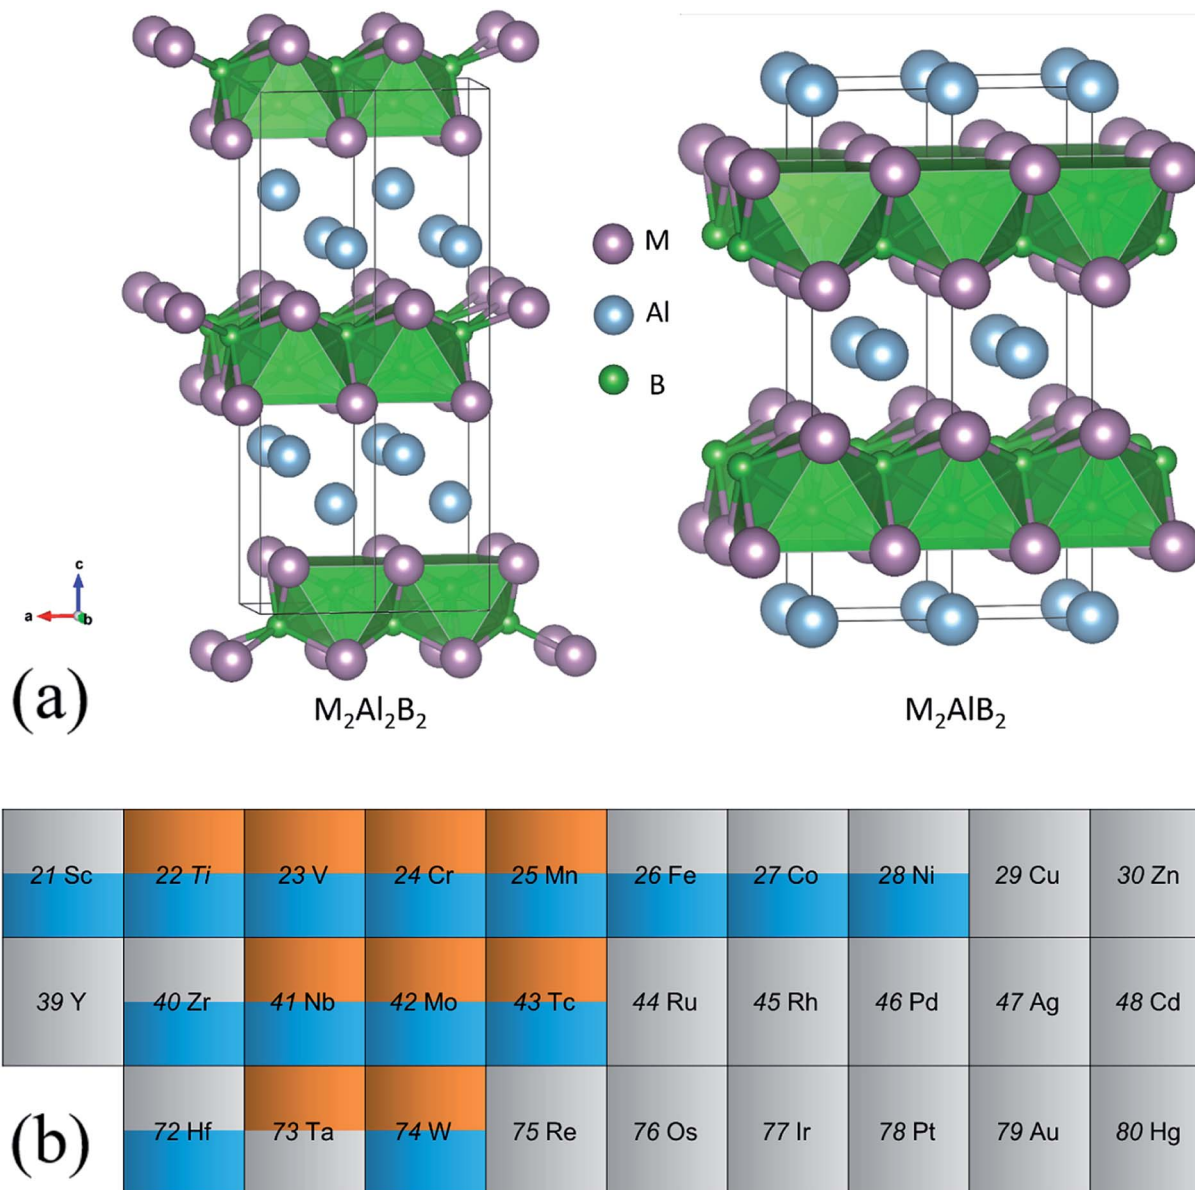 M
Al
B
c
a
b
(a)
M₂Al₂B₂
M₂AlB₂
21 Sc 22 Ti 23 V 24 Cr 25 Mn 26 Fe 27 Co 28 Ni 29 Cu 30 Zn
39 Y 40 Zr 41 Nb 42 Mo 43 Tc 44 Ru 45 Rh 46 Pd 47 Ag 48 Cd
(b)
72 Hf 73 Ta 74 W 75 Re 76 Os 77 Ir 78 Pt 79 Au 80 Hg